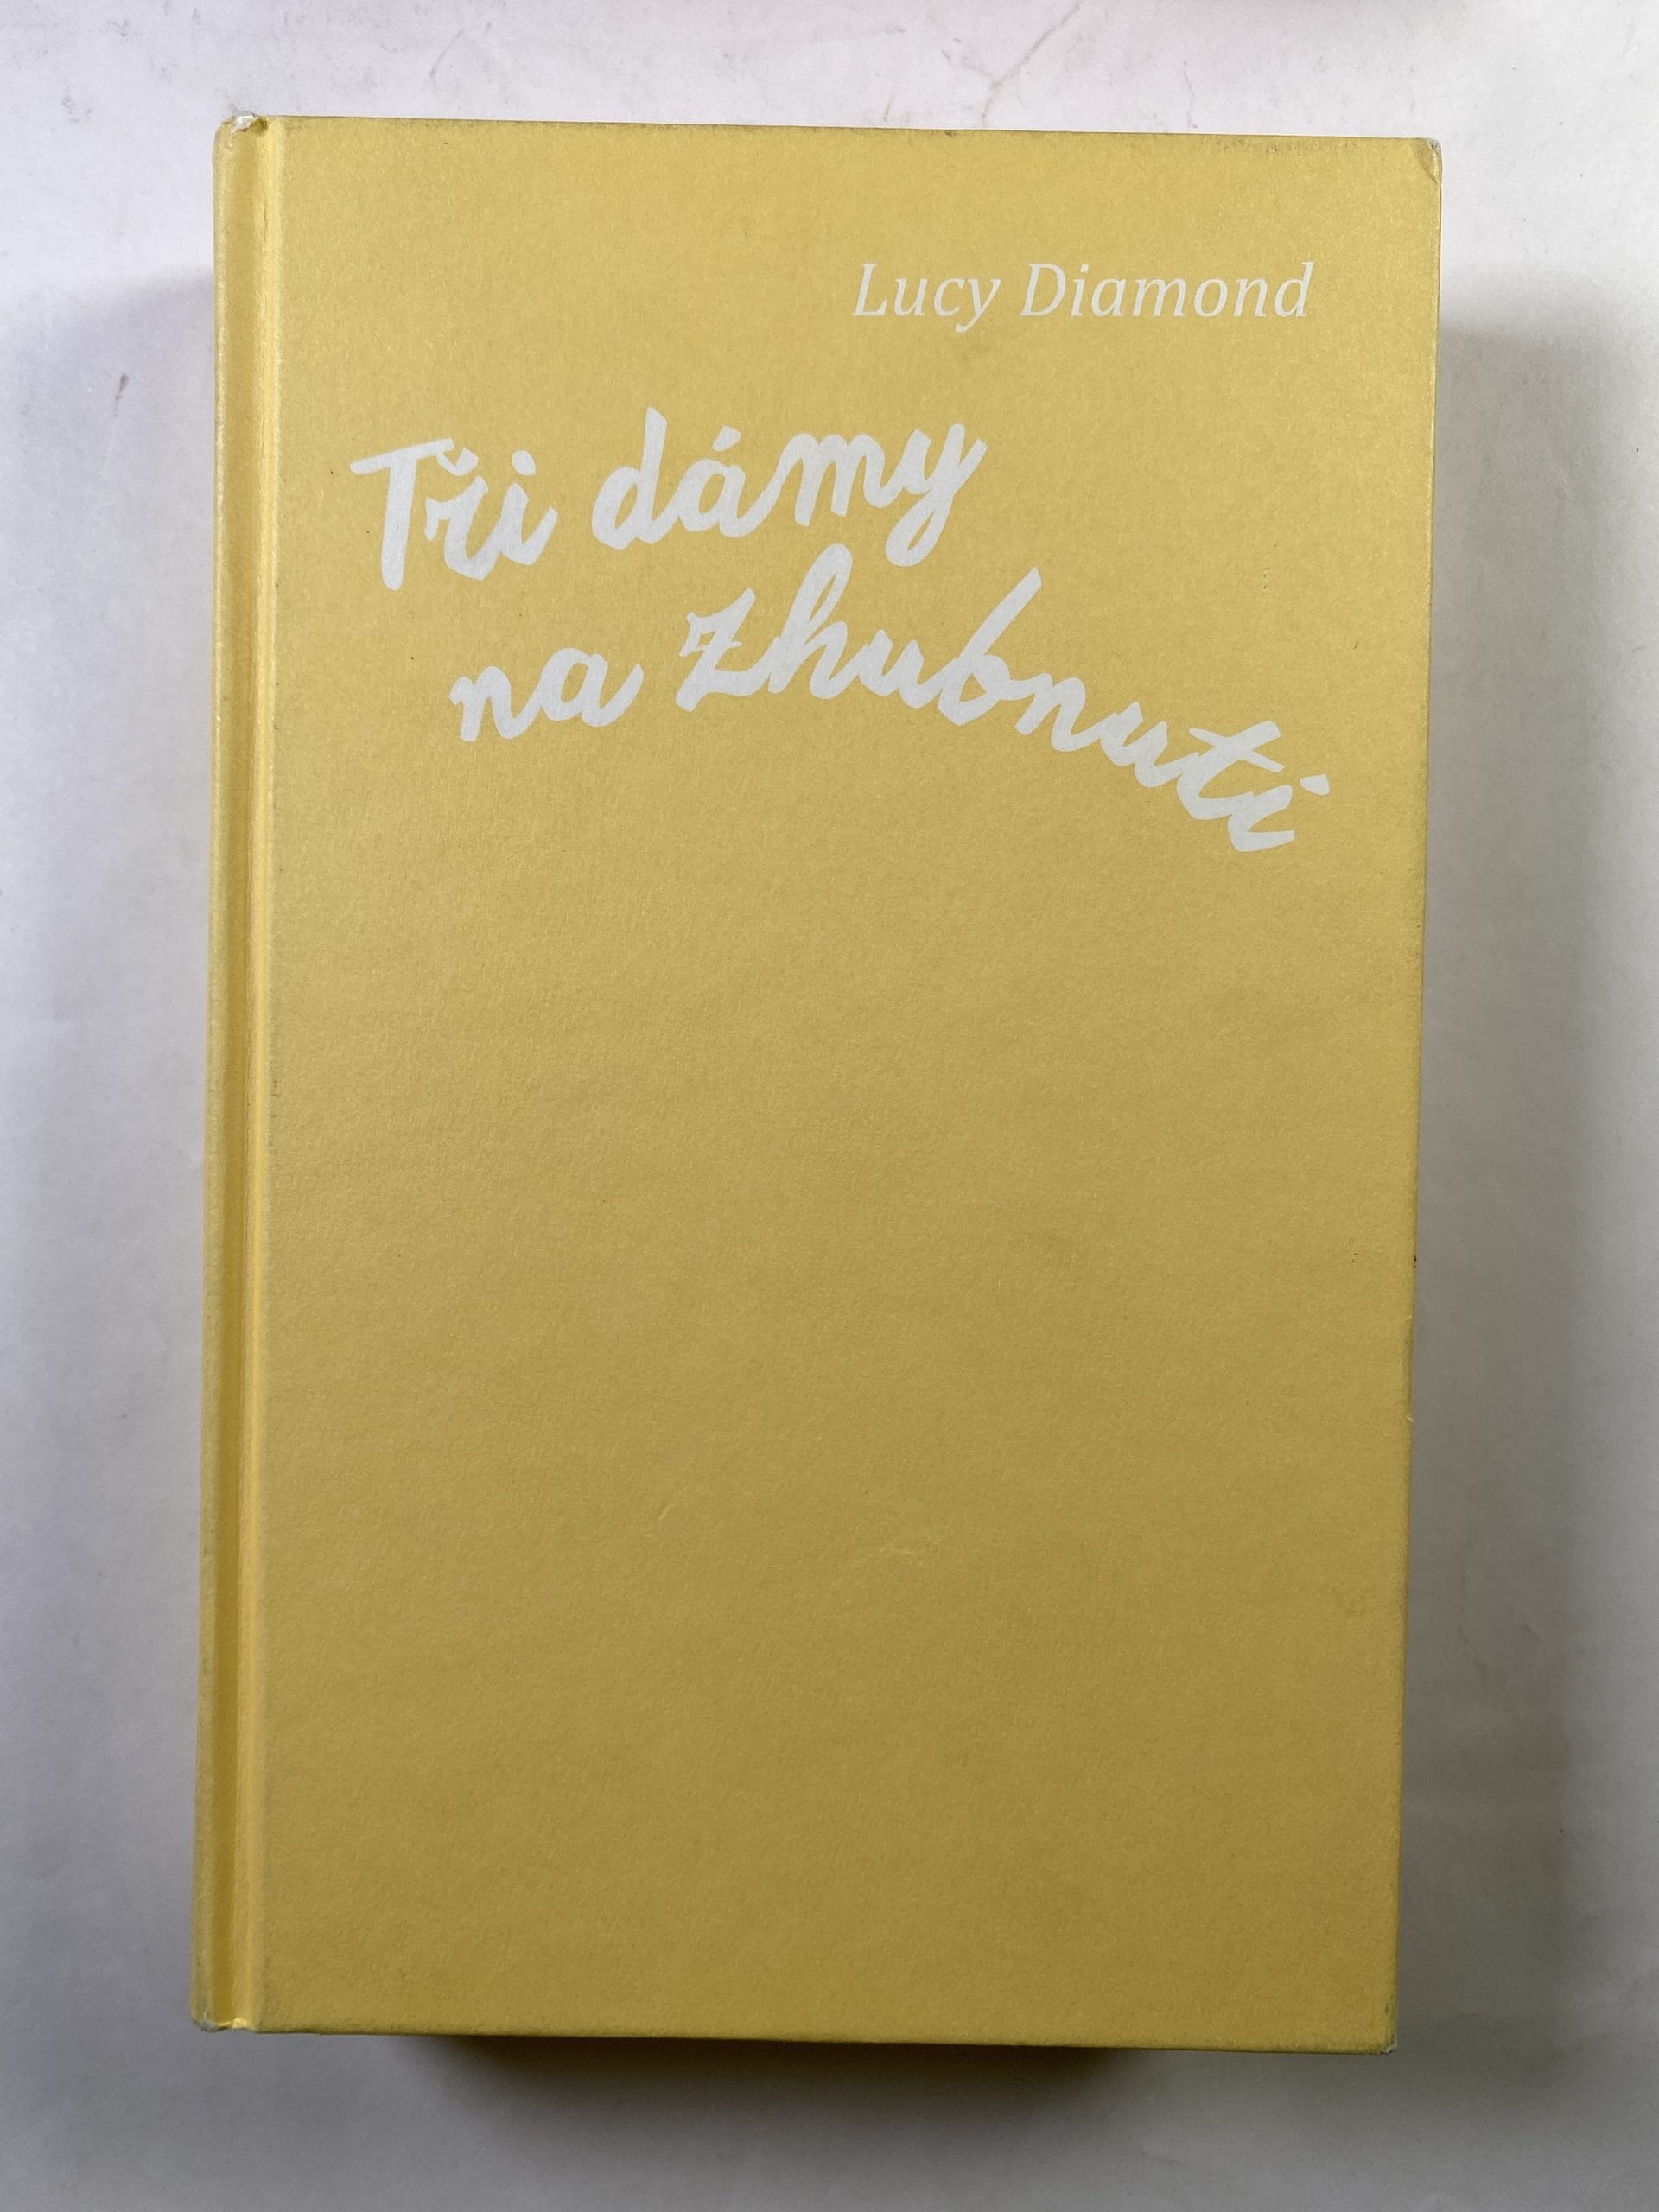 Lucy Diamond
Tři dámy
na zhubnutí